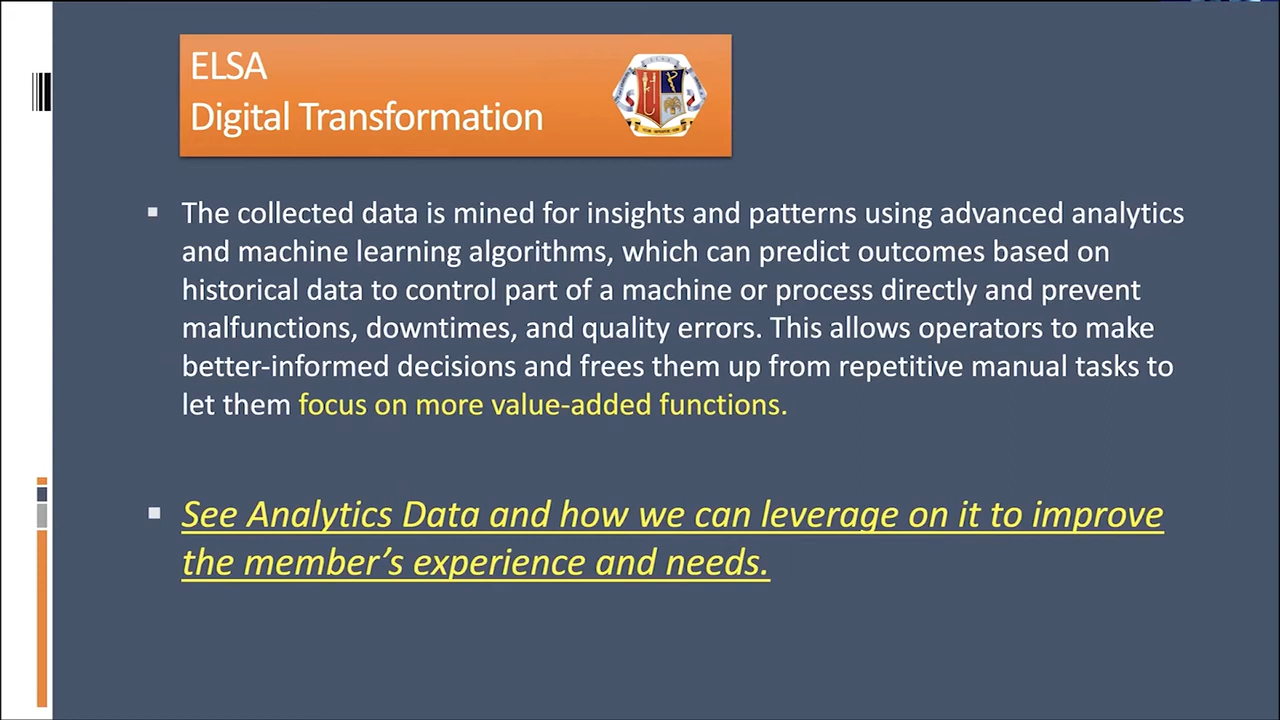 ELSA
Digital Transformation
The collected data is mined for insights and patterns using advanced analytics
and machine learning algorithms, which can predict outcomes based on
historical data to control part of a machine or process directly and prevent
malfunctions, downtimes, and quality errors. This allows operators to make
better-informed decisions and frees them up from repetitive manual tasks to
let them focus on more value-added functions.
See Analytics Data and how we can leverage on it to improve
the member’s experience and needs.